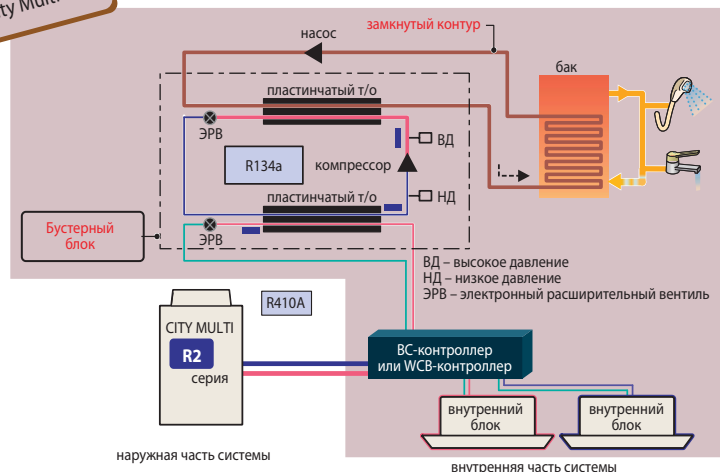 ty Multi
насос
замкнутый контур
бак
пластинчатый т/о
ЭРВ
ВД
R134a
компрессор
пластинчатый т/о
НД
ЭРВ
Бустерный
блок
ВД – высокое давление
НД – низкое давление
ЭРВ – электронный расширительный вентиль
R410A
CITY MULTI
R2
серия
BC-контроллер
или WCB-контроллер
внутренний
блок
внутренний
блок
наружная часть системы
внутренняя часть системы